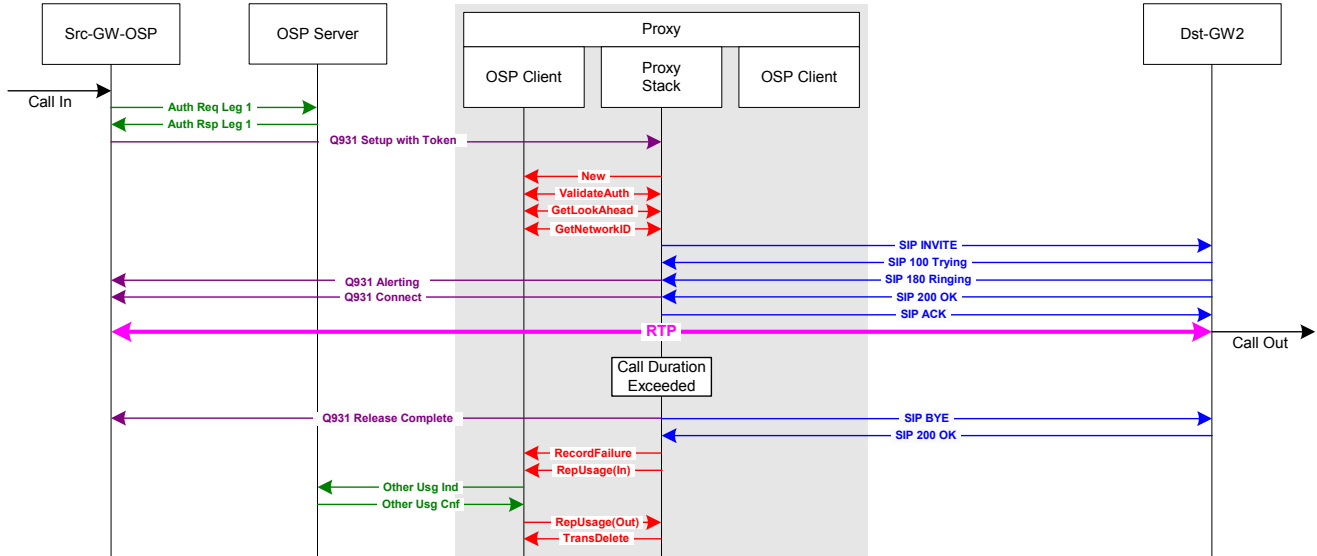 Src-GW-OSP
OSP Server
Proxy
Dst-GW2
OSP Client
Proxy
Stack
OSP Client
Call In
Auth Req Leg 1
Auth Rsp Leg 1
Q931 Setup with Token
New
ValidateAuth
GetLookAhead
GetNetworkID
SIP INVITE
SIP 100 Trying
Q931 Alerting
SIP 180 Ringing
Q931 Connect
SIP 200 OK
SIP ACK
RTP
Call Out
Call Duration
Exceeded
Q931 Release Complete
SIP BYE
SIP 200 OK
RecordFailure
RepUsage(In)
Other Usg Ind
Other Usg Cnf
RepUsage(Out)
TransDelete